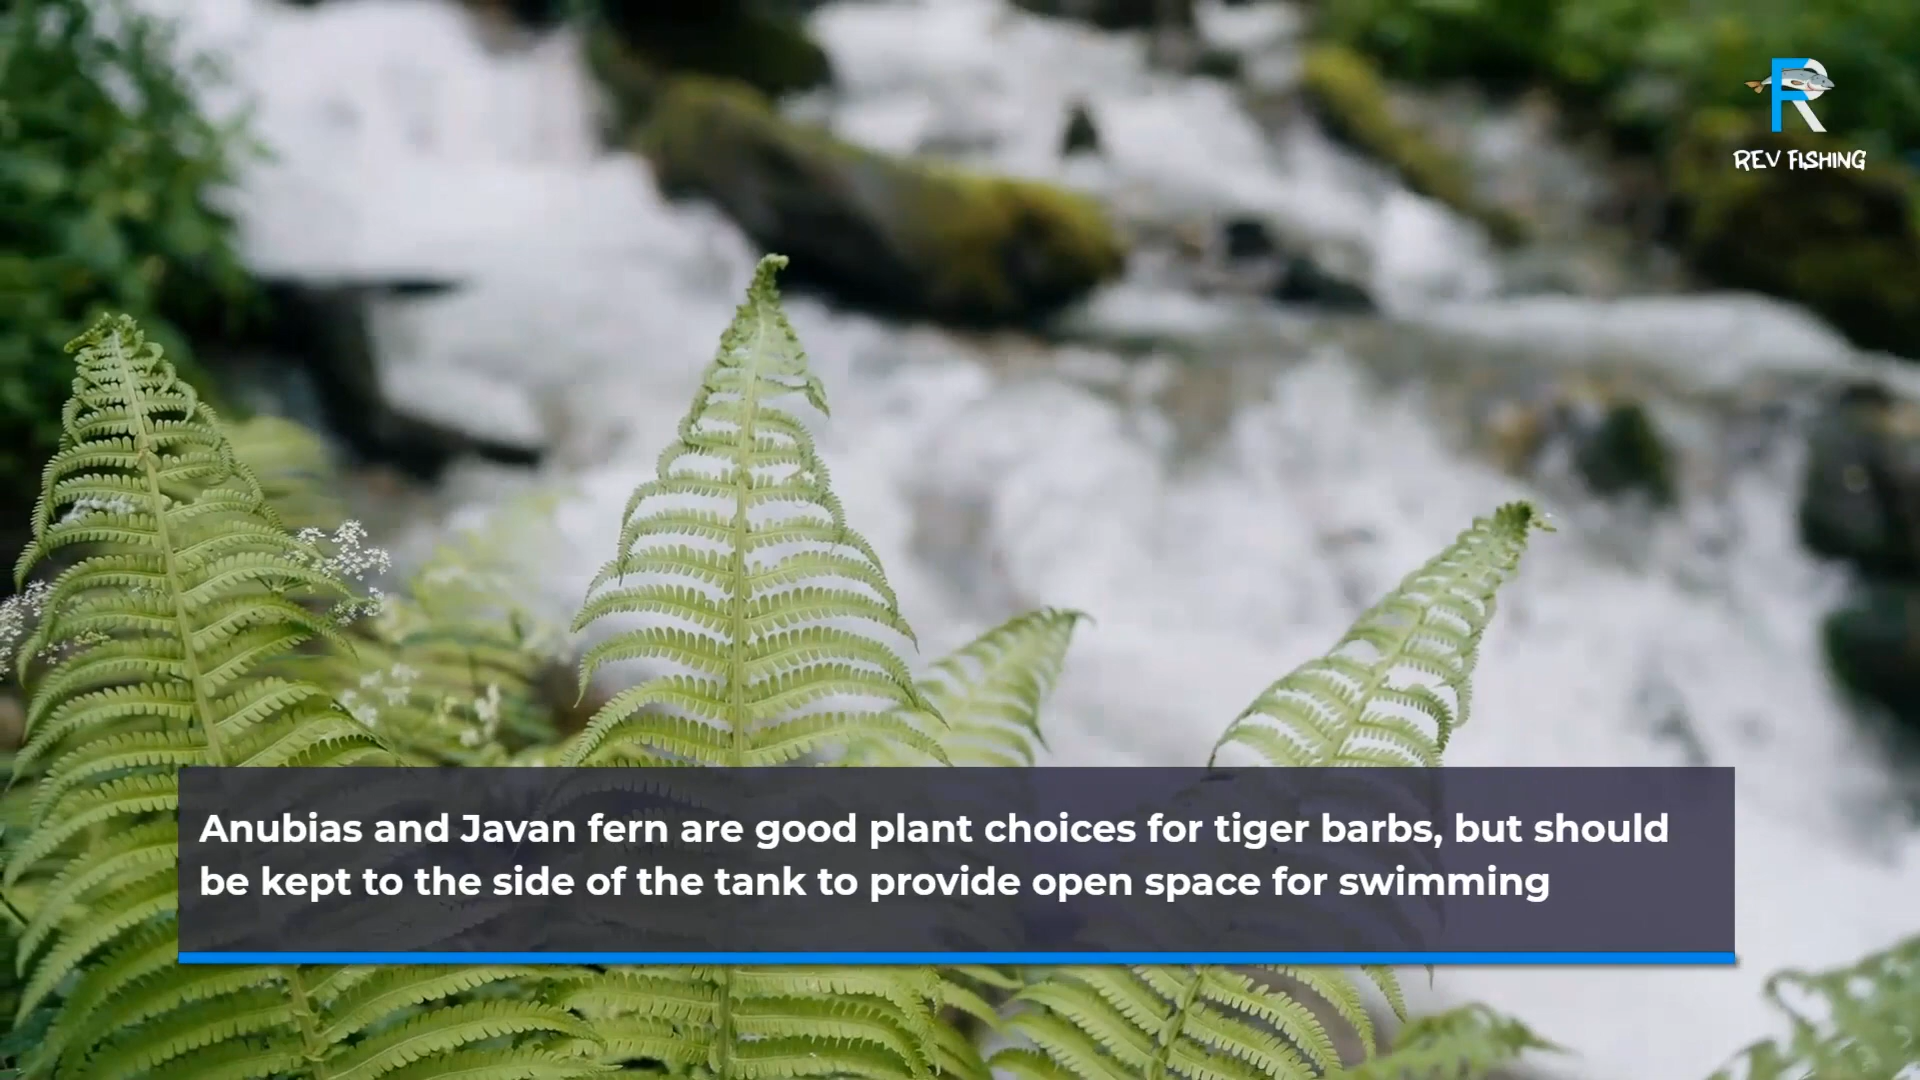 REV FISHING
Anubias and Javan fern are good plant choices for tiger barbs, but should
be kept to the side of the tank to provide open space for swimming